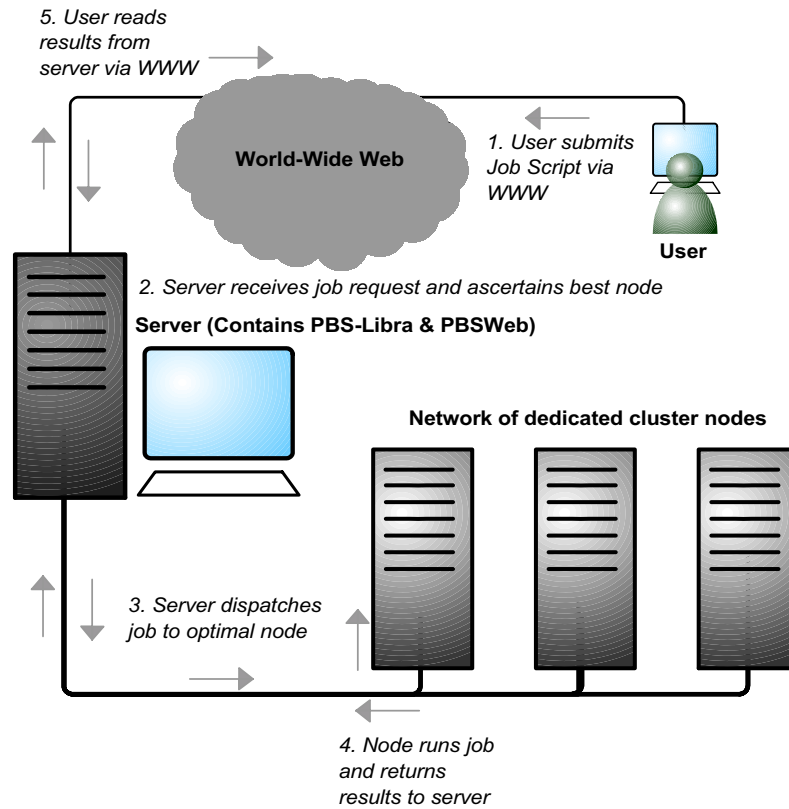 5. User reads
results from
server via WWW
World-Wide Web
1. User submits
Job Script via
WWW
User
2. Server receives job request and ascertains best node
Server (Contains PBS-Libra & PBSWeb)
Network of dedicated cluster nodes
3. Server dispatches
job to optimal node
4. Node runs job
and returns
results to server